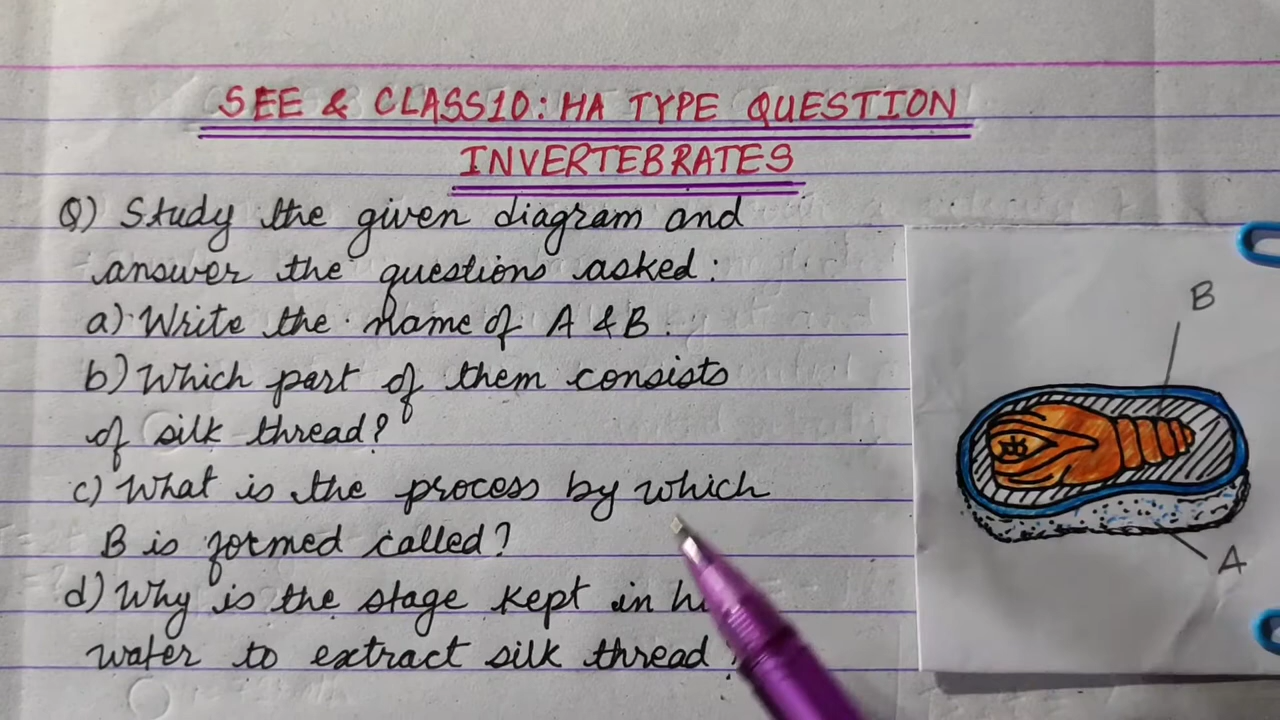 SEE & CLASS10: HA TYPE QUESTION
INVERTEBRATES
Q) Study the given diagram and
answer the questions asked:
a) Write the name of A & B.
b) Which part of them consists
of silk thread?
c) What is the process by which
B is formed called?
d) Why is the stage kept in
water to extract silk thread ?
B
A